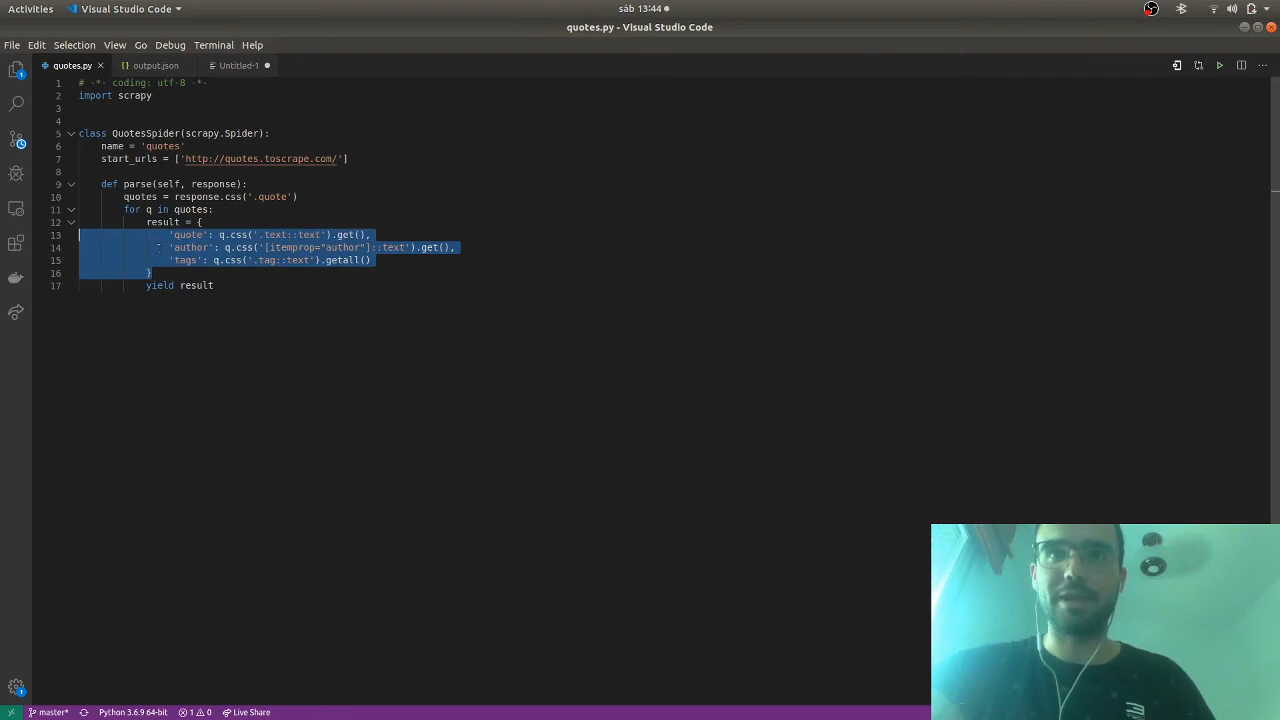 Activities
Visual Studio Code
sáb 13:44
quotes.py - Visual Studio Code
File Edit Selection View Go Debug Terminal Help
quotes.py
output.json
Untitled-1
1 # -*- coding: utf-8 -*-
2 import scrapy
3
4
5 class QuotesSpider(scrapy.Spider):
6 name = 'quotes'
7 start_urls = ['http://quotes.toscrape.com/']
8
9 def parse(self, response):
10 quotes = response.css('.quote')
11 for q in quotes:
12 result = {
13 'quote': q.css('.text::text').get(),
14 'author': q.css('[itemprop="author"]::text').get(),
15 'tags': q.css('.tag::text').getall()
16 }
17 yield result
1
1
master*
Python 3.6.9 64-bit
1
0
Live Share